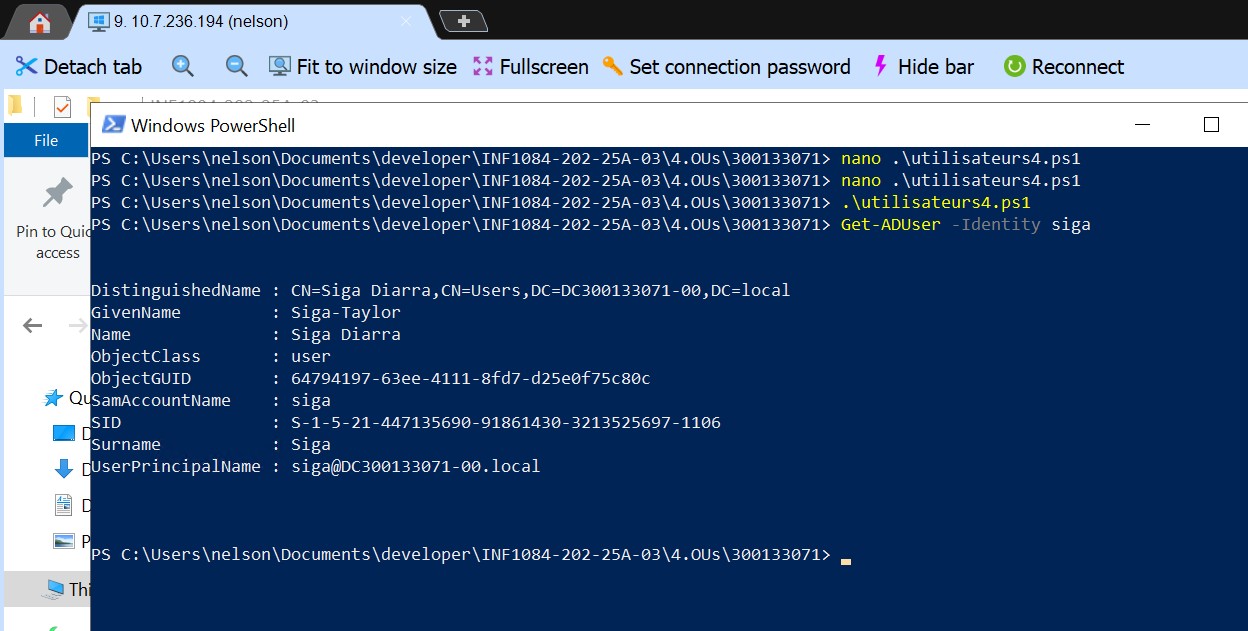 9. 10.7.236.194 (nelson)
Detach tab Fit to window size Fullscreen Set connection password Hide bar Reconnect
File
Windows PowerShell
Pin to Quic
access
PS C:\Users\nelson\Documents\developer\INF1084-202-25A-03\4.OUs\300133071> nano .\utilisateurs4.ps1
PS C:\Users\nelson\Documents\developer\INF1084-202-25A-03\4.OUs\300133071> nano .\utilisateurs4.ps1
PS C:\Users\nelson\Documents\developer\INF1084-202-25A-03\4.OUs\300133071> .\utilisateurs4.ps1
PS C:\Users\nelson\Documents\developer\INF1084-202-25A-03\4.OUs\300133071> Get-ADUser -Identity siga
DistinguishedName : CN=Siga Diarra,CN=Users,DC=DC300133071-00,DC=local
GivenName : Siga-Taylor
Name : Siga Diarra
ObjectClass : user
ObjectGUID : 64794197-63ee-4111-8fd7-d25e0f75c80c
SamAccountName : siga
SID : S-1-5-21-447135690-91861430-3213525697-1106
Surname : Siga
UserPrincipalName : siga@DC300133071-00.local
PS C:\Users\nelson\Documents\developer\INF1084-202-25A-03\4.OUs\300133071>
Qu
D
D
D
P
Thi